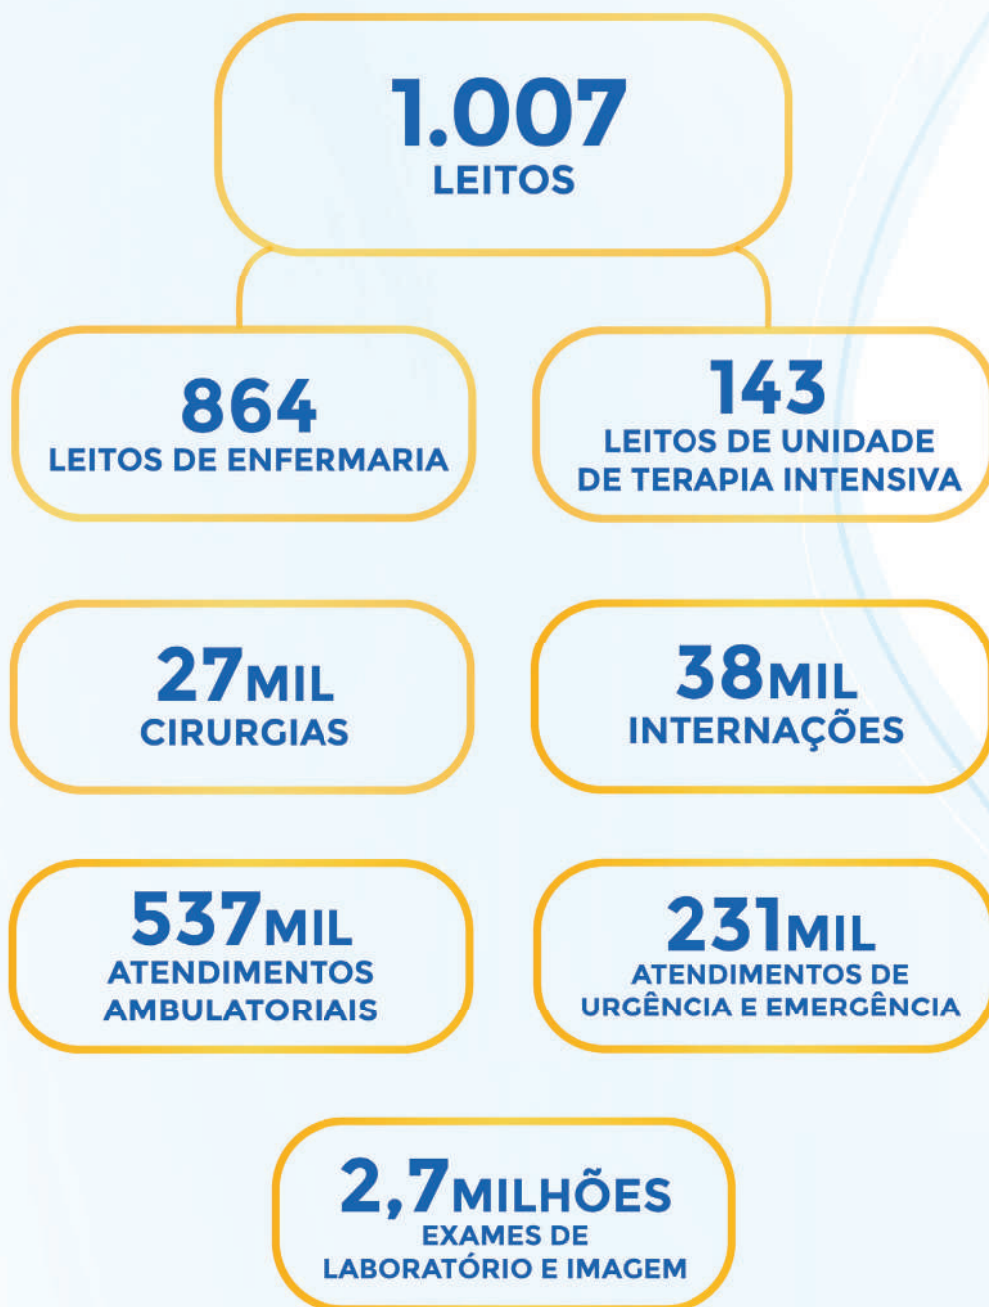 1.007
LEITOS
864
LEITOS DE ENFERMARIA
143
LEITOS DE UNIDADE
DE TERAPIA INTENSIVA
27MIL
CIRURGIAS
38MIL
INTERNAÇÕES
537MIL
ATENDIMENTOS
AMBULATORIAIS
231MIL
ATENDIMENTOS DE
URGÊNCIA E EMERGÊNCIA
2,7MILHÕES
EXAMES DE
LABORATÓRIO E IMAGEM